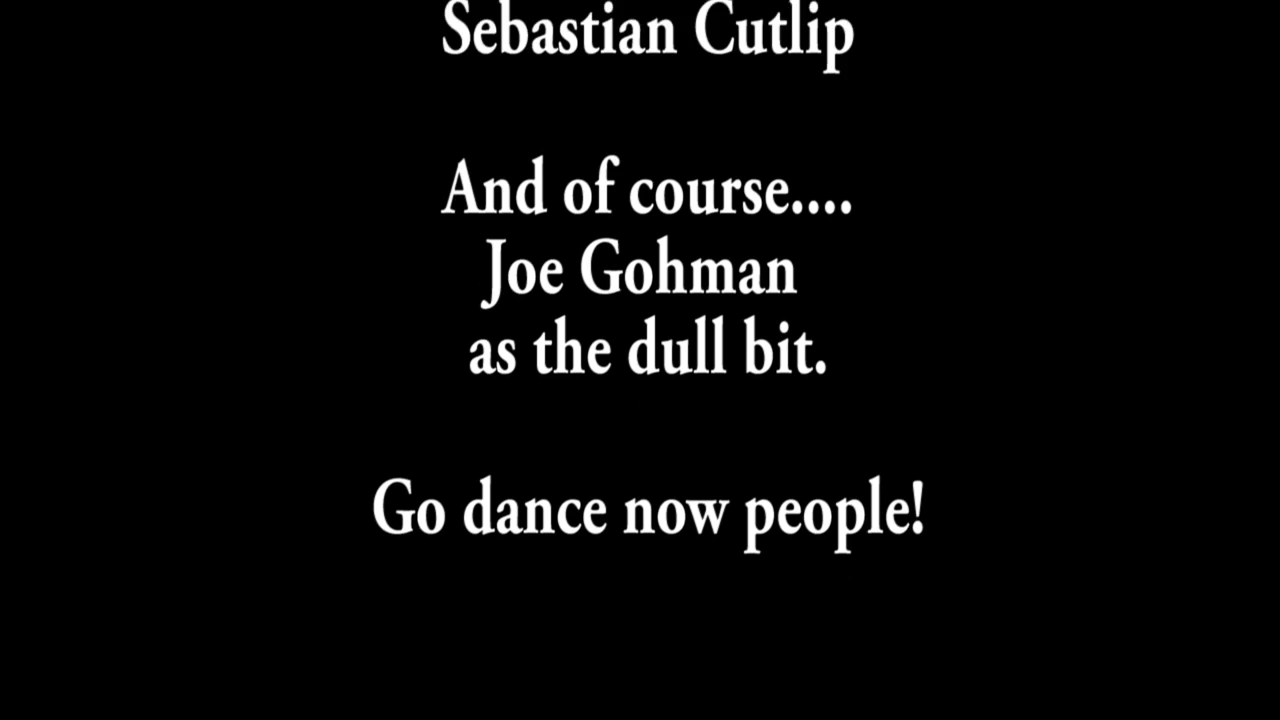 Sebastian Cutlip
And of course....
Joe Gohman
as the dull bit.
Go dance now people!